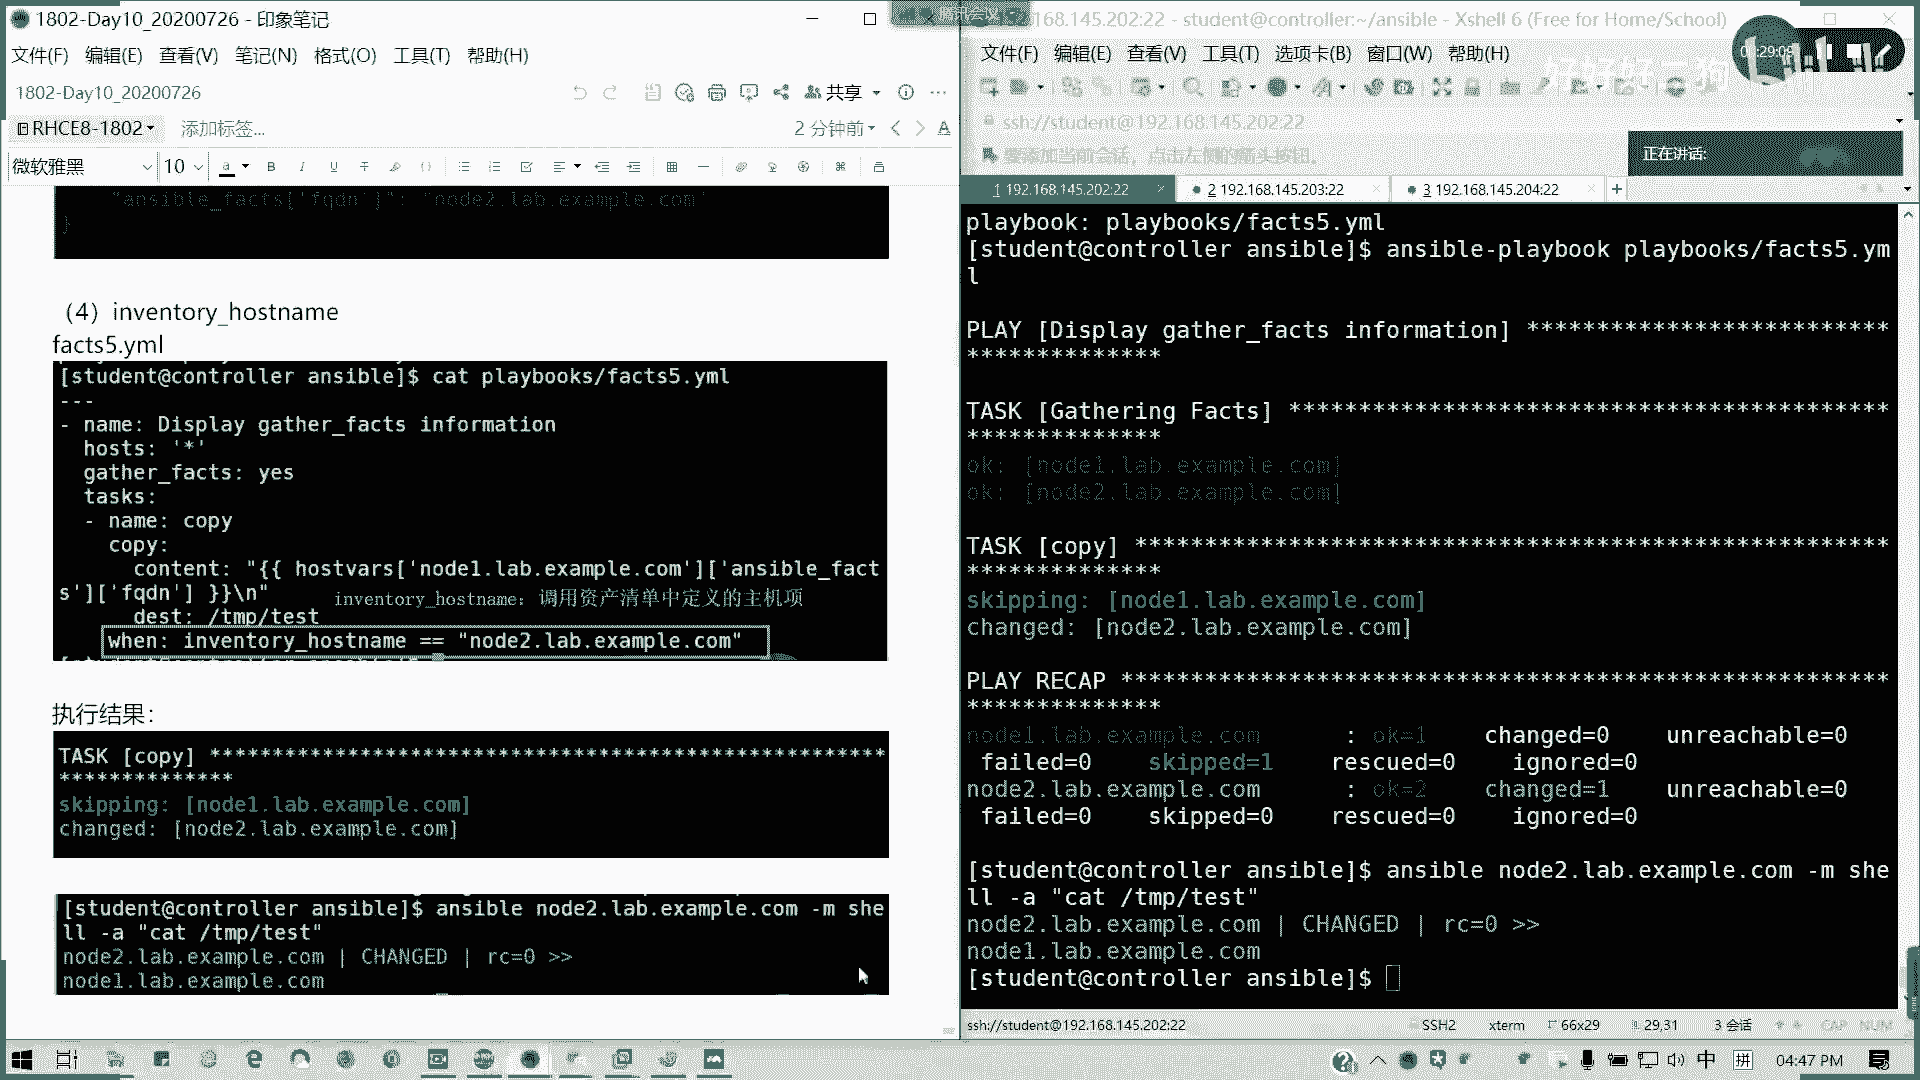 1802-Day10_20200726 - 印象笔记
文件(F) 编辑(E) 查看(V) 笔记(N) 格式(O) 工具(T) 帮助(H)
1802-Day10_20200726
共享
RHCE8-1802 添加标签...
2 分钟前
微软雅黑 10
"ansible_facts['fqdn']": "node2.lab.example.com"
}
（4）inventory_hostname
facts5.yml
[student@controller ansible]$ cat playbooks/facts5.yml
---
- name: Display gather_facts information
hosts: '*'
gather_facts: yes
tasks:
- name: copy
copy:
content: "{{ hostvars['node1.lab.example.com']['ansible_fact
s']['fqdn'] }}\n"
inventory_hostname：调用资产清单中定义的主机项
dest: /tmp/test
when: inventory_hostname == "node2.lab.example.com"
执行结果：
TASK [copy] ******************************************************
**************
skipping: [node1.lab.example.com]
changed: [node2.lab.example.com]
[student@controller ansible]$ ansible node2.lab.example.com -m she
ll -a "cat /tmp/test"
node2.lab.example.com | CHANGED | rc=0 >>
node1.lab.example.com
腾讯会议
168.145.202:22 - student@controller:~/ansible - Xshell 6 (Free for Home/School)
文件(F) 编辑(E) 查看(V) 工具(T) 选项卡(B) 窗口(W) 帮助(H)
ssh://student@192.168.145.202:22
要添加当前会话，点击左侧的箭头按钮。
正在讲话:
1 192.168.145.202:22
2 192.168.145.203:22
3 192.168.145.204:22
playbook: playbooks/facts5.yml
[student@controller ansible]$ ansible-playbook playbooks/facts5.ym
l
PLAY [Display gather_facts information] **************************
**************
TASK [Gathering Facts] *******************************************
**************
ok: [node1.lab.example.com]
ok: [node2.lab.example.com]
TASK [copy] ******************************************************
**************
skipping: [node1.lab.example.com]
changed: [node2.lab.example.com]
PLAY RECAP *******************************************************
**************
node1.lab.example.com : ok=1 changed=0 unreachable=0
failed=0 skipped=1 rescued=0 ignored=0
node2.lab.example.com : ok=2 changed=1 unreachable=0
failed=0 skipped=0 rescued=0 ignored=0
[student@controller ansible]$ ansible node2.lab.example.com -m she
ll -a "cat /tmp/test"
node2.lab.example.com | CHANGED | rc=0 >>
node1.lab.example.com
[student@controller ansible]$
ssh://student@192.168.145.202:22 SSH2 xterm 66x29 29,31 3 会话 CAP NUM
中 拼 04:47 PM